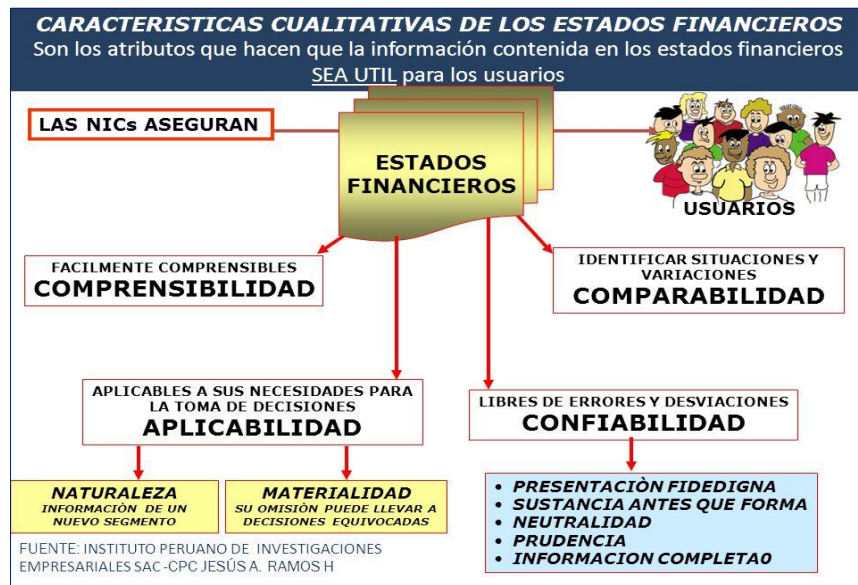 CARACTERISTICAS CUALITATIVAS DE LOS ESTADOS FINANCIEROS
Son los atributos que hacen que la información contenida en los estados financieros
SEA UTIL para los usuarios
LAS NICs ASEGURAN
ESTADOS
FINANCIEROS
USUARIOS
FACILMENTE COMPRENSIBLES
COMPRENSIBILIDAD
IDENTIFICAR SITUACIONES Y
VARIACIONES
COMPARABILIDAD
APLICABLES A SUS NECESIDADES PARA
LA TOMA DE DECISIONES
APLICABILIDAD
LIBRES DE ERRORES Y DESVIACIONES
CONFIABILIDAD
NATURALEZA
INFORMACIÒN DE UN
NUEVO SEGMENTO
MATERIALIDAD
SU OMISIÒN PUEDE LLEVAR A
DECISIONES EQUIVOCADAS
• PRESENTACIÒN FIDEDIGNA
• SUSTANCIA ANTES QUE FORMA
• NEUTRALIDAD
• PRUDENCIA
• INFORMACION COMPLETA0
FUENTE: INSTITUTO PERUANO DE INVESTIGACIONES
EMPRESARIALES SAC -CPC JESÚS A. RAMOS H